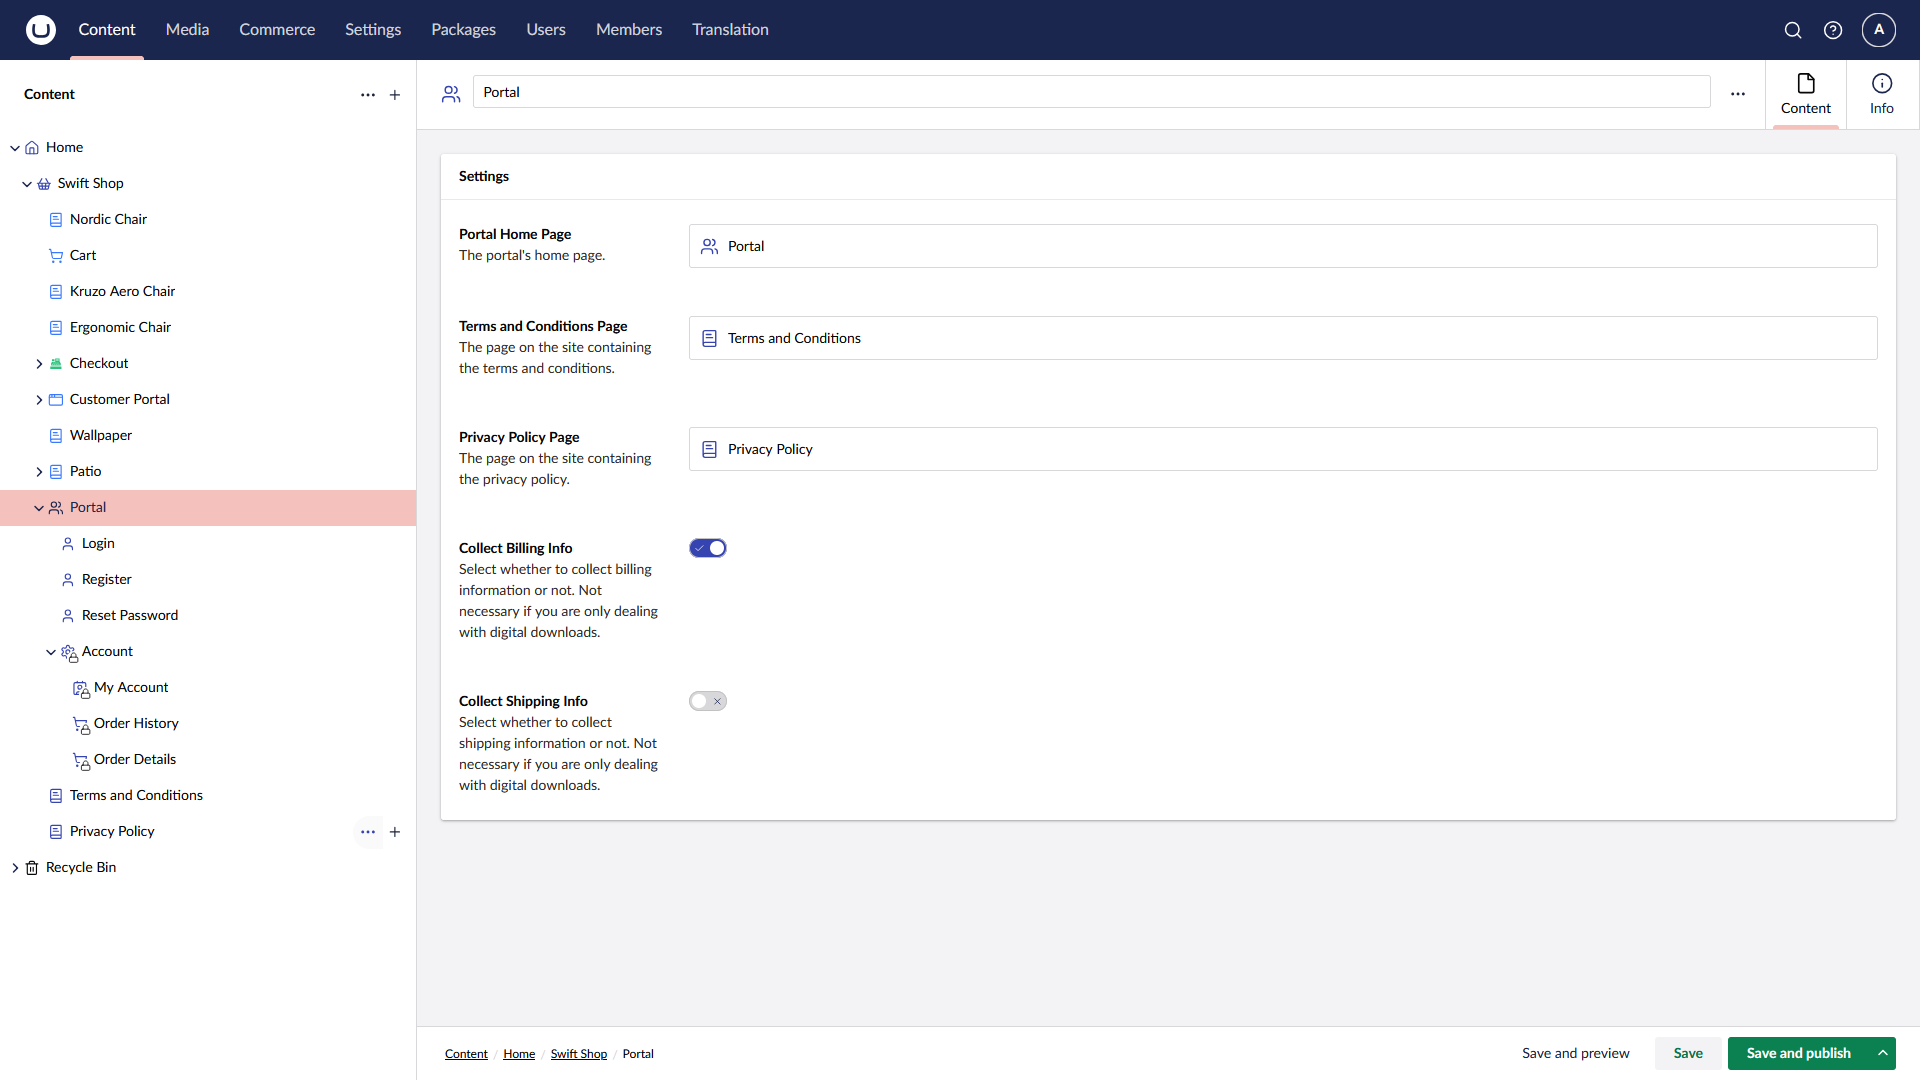 Content Media Commerce Settings Packages Users Members Translation A
Content
Home
Swift Shop
Nordic Chair
Cart
Kruzo Aero Chair
Ergonomic Chair
Checkout
Customer Portal
Wallpaper
Patio
Portal
Login
Register
Reset Password
Account
My Account
Order History
Order Details
Terms and Conditions
Privacy Policy
Recycle Bin
Portal
Content
Info
Settings
Portal Home Page
The portal's home page.
Portal
Terms and Conditions Page
The page on the site containing
the terms and conditions.
Terms and Conditions
Privacy Policy Page
The page on the site containing
the privacy policy.
Privacy Policy
Collect Billing Info
Select whether to collect billing
information or not. Not
necessary if you are only dealing
with digital downloads.
Collect Shipping Info
Select whether to collect
shipping information or not. Not
necessary if you are only dealing
with digital downloads.
Content / Home / Swift Shop / Portal
Save and preview Save Save and publish